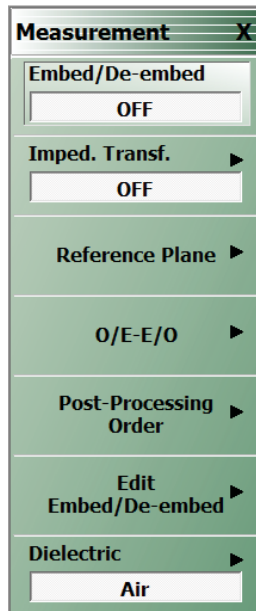 Measurement X
Embed/De-embed
OFF
Imped. Transf.
OFF
Reference Plane
O/E-E/O
Post-Processing
Order
Edit
Embed/De-embed
Dielectric
Air